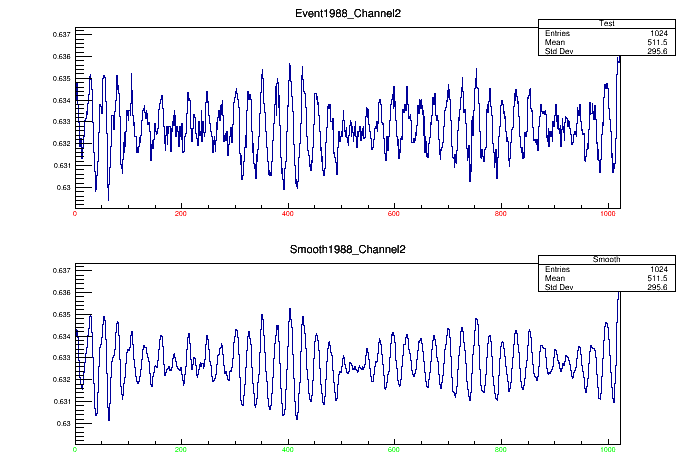 Event1988_Channel2
Test
Entries 1024
Mean 511.5
Std Dev 295.6
0.637
0.636
0.635
0.634
0.633
0.632
0.631
0.63
0 200 400 600 800 1000
Smooth1988_Channel2
Smooth
Entries 1024
Mean 511.5
Std Dev 295.6
0.637
0.636
0.635
0.634
0.633
0.632
0.631
0.63
0 200 400 600 800 1000